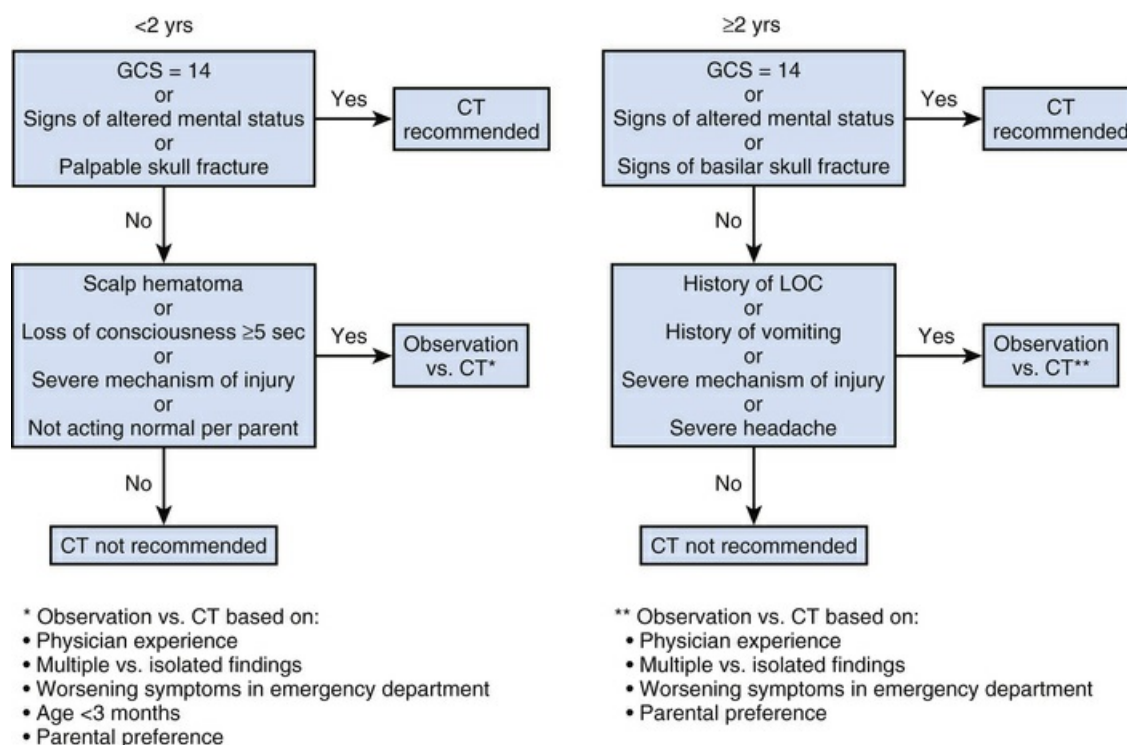 <2 yrs
GCS = 14
or
Signs of altered mental status
or
Palpable skull fracture
Yes
CT
recommended
No
Scalp hematoma
or
Loss of consciousness ≥5 sec
or
Severe mechanism of injury
or
Not acting normal per parent
Yes
Observation
vs. CT*
No
CT not recommended
* Observation vs. CT based on:
• Physician experience
• Multiple vs. isolated findings
• Worsening symptoms in emergency department
• Age <3 months
• Parental preference
≥2 yrs
GCS = 14
or
Signs of altered mental status
or
Signs of basilar skull fracture
Yes
CT
recommended
No
History of LOC
or
History of vomiting
or
Severe mechanism of injury
or
Severe headache
Yes
Observation
vs. CT**
No
CT not recommended
** Observation vs. CT based on:
• Physician experience
• Multiple vs. isolated findings
• Worsening symptoms in emergency department
• Parental preference